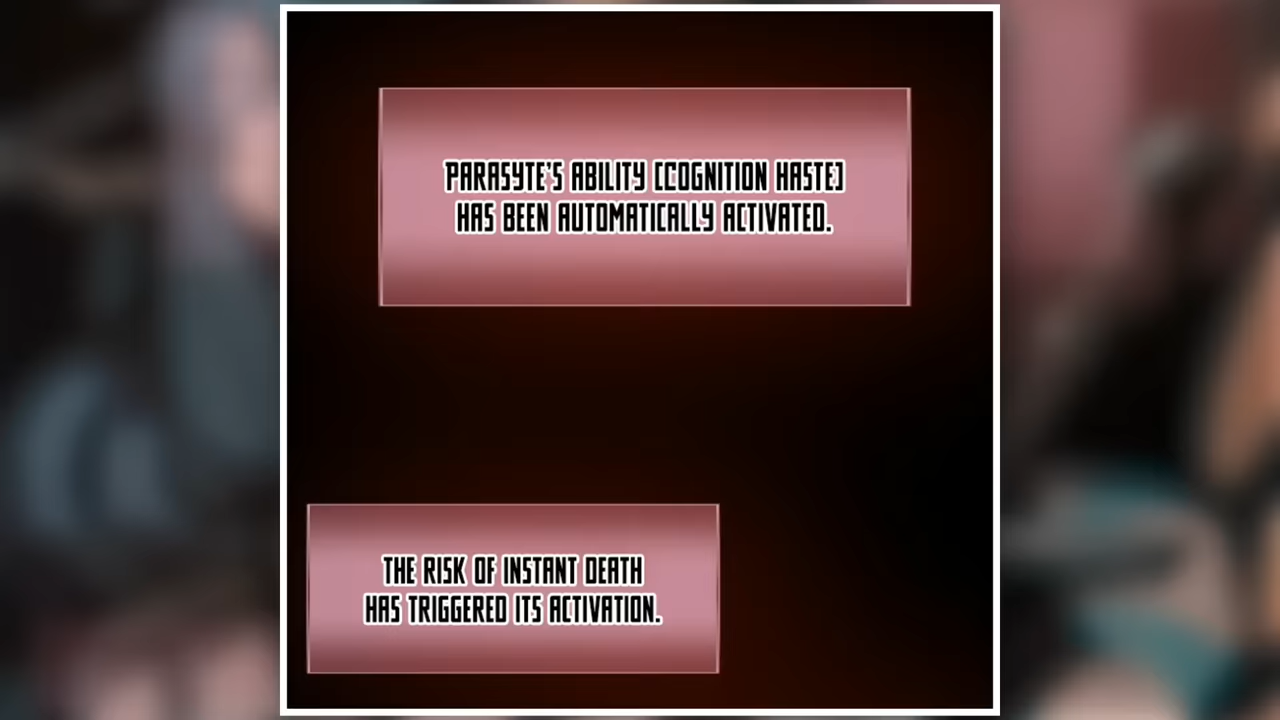 PARASYTE'S ABILITY [COGNITION HASTE]
HAS BEEN AUTOMATICALLY ACTIVATED.
THE RISK OF INSTANT DEATH
HAS TRIGGERED ITS ACTIVATION.